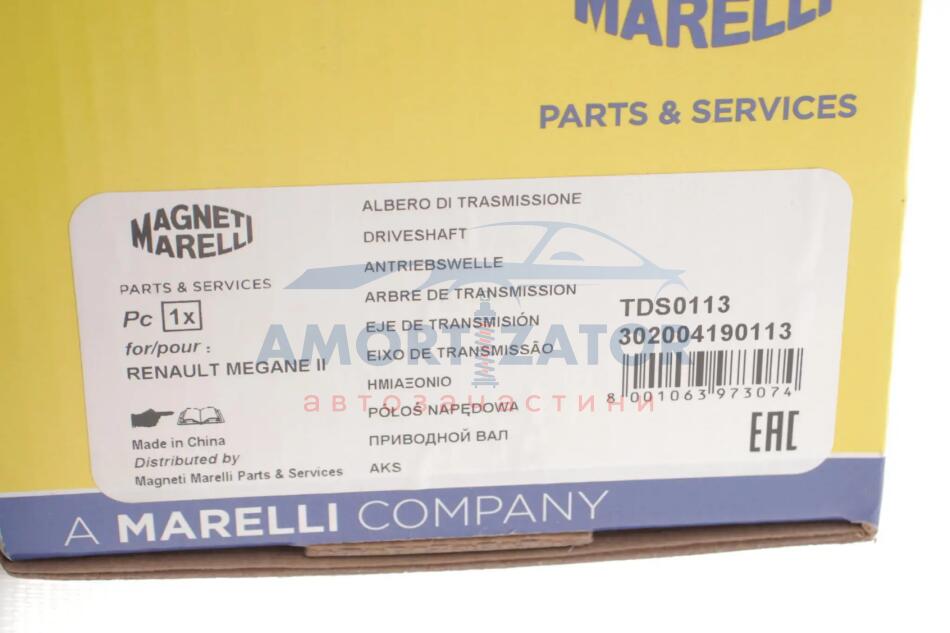 MARELLI
PARTS & SERVICES
MAGNETI
MARELLI
PARTS & SERVICES
Pc 1x
for/pour :
RENAULT MEGANE II
Made in China
Distributed by
Magneti Marelli Parts & Services
ALBERO DI TRASMISSIONE
DRIVESHAFT
ANTRIEBSWELLE
ARBRE DE TRANSMISSION
EJE DE TRANSMISIÓN
EIXO DE TRANSMISSÃO
ΗΜΙΑΞΟΝΙΟ
PÓŁOŚ NAPĘDOWA
ПРИВОДНОЙ ВАЛ
AKS
TDS0113
302004190113
8 001063 973074
EAC
AMORTIZATOR
автозапчастини
A MARELLI COMPANY